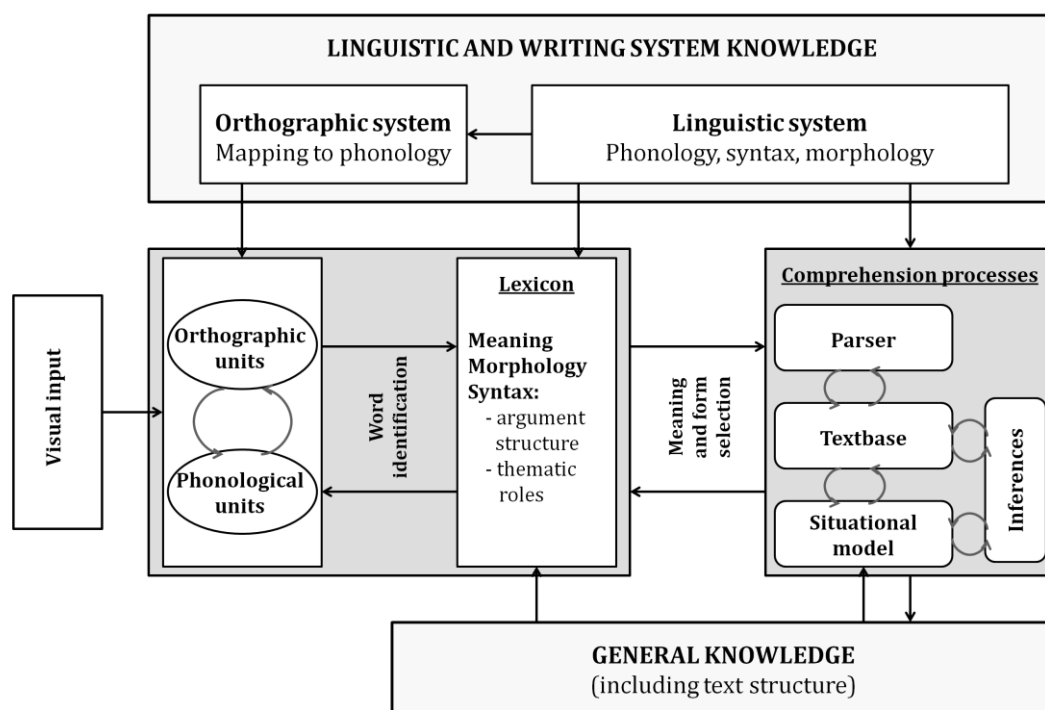 LINGUISTIC AND WRITING SYSTEM KNOWLEDGE
Orthographic system
Mapping to phonology
Linguistic system
Phonology, syntax, morphology
Visual input
Orthographic
units
Phonological
units
Word
identification
Lexicon
Meaning
Morphology
Syntax:
- argument
structure
- thematic
roles
Meaning
and form
selection
Comprehension processes
Parser
Textbase
Situational
model
Inferences
GENERAL KNOWLEDGE
(including text structure)